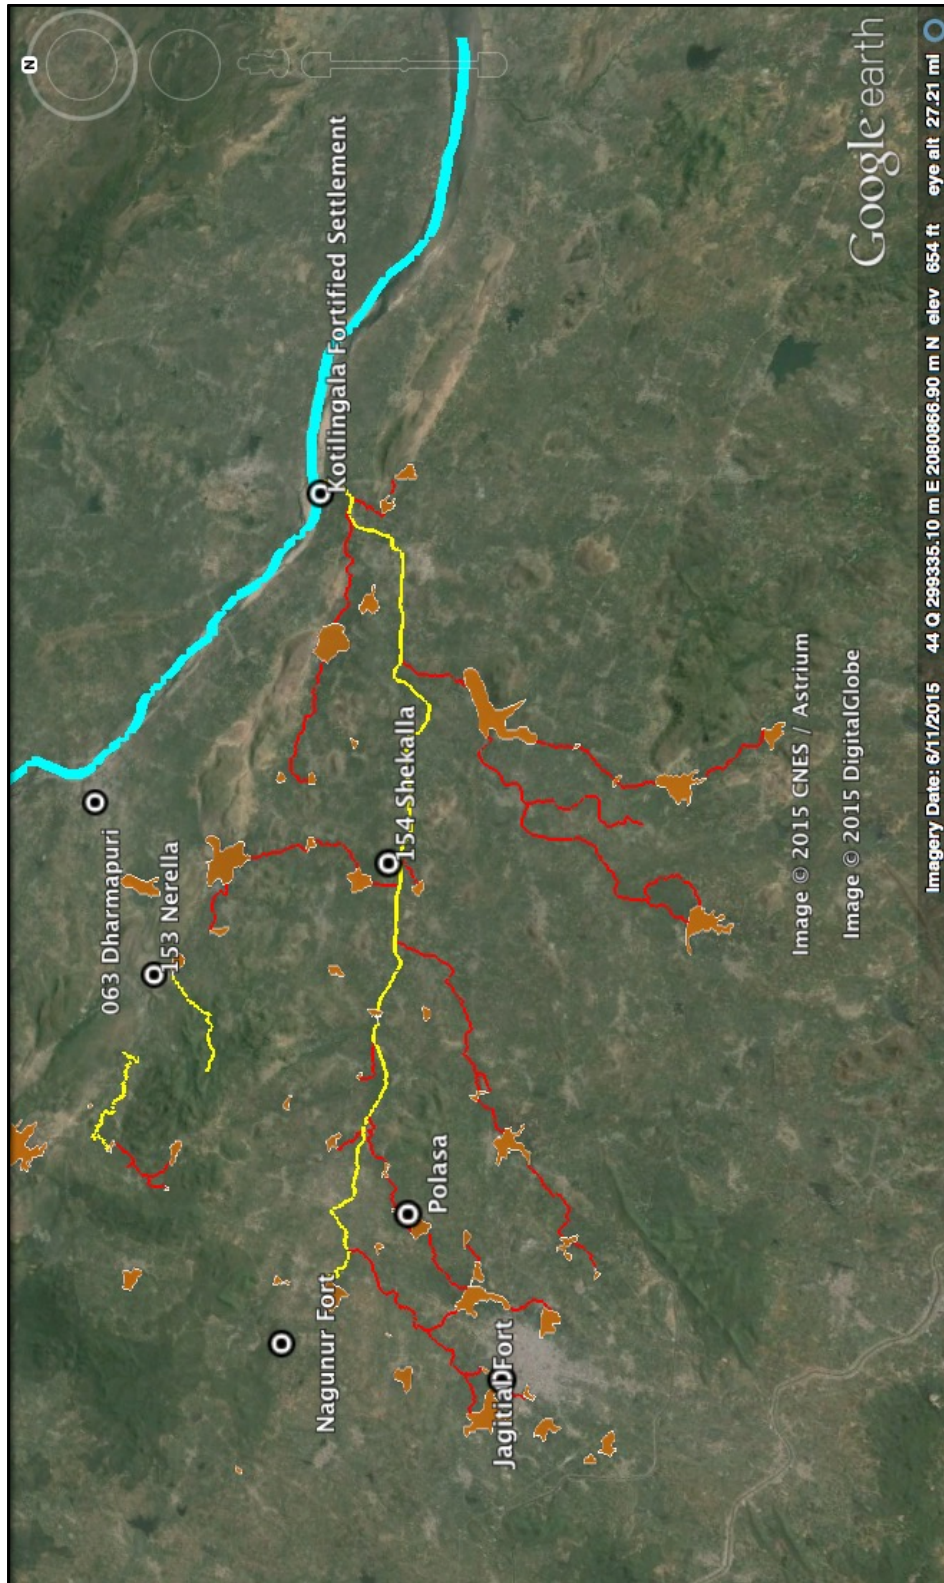 N
063 Dharmapuri
153 Nerella
Kotilingala Fortified Settlement
154 Shekalla
Nagunur Fort
Polasa
Jagitial Fort
Image © 2015 CNES / Astrium
Image © 2015 DigitalGlobe
Google earth
Imagery Date: 6/11/2015 44 Q 299335.10 m E 2080866.90 m N elev 654 ft eye alt 27.21 mi